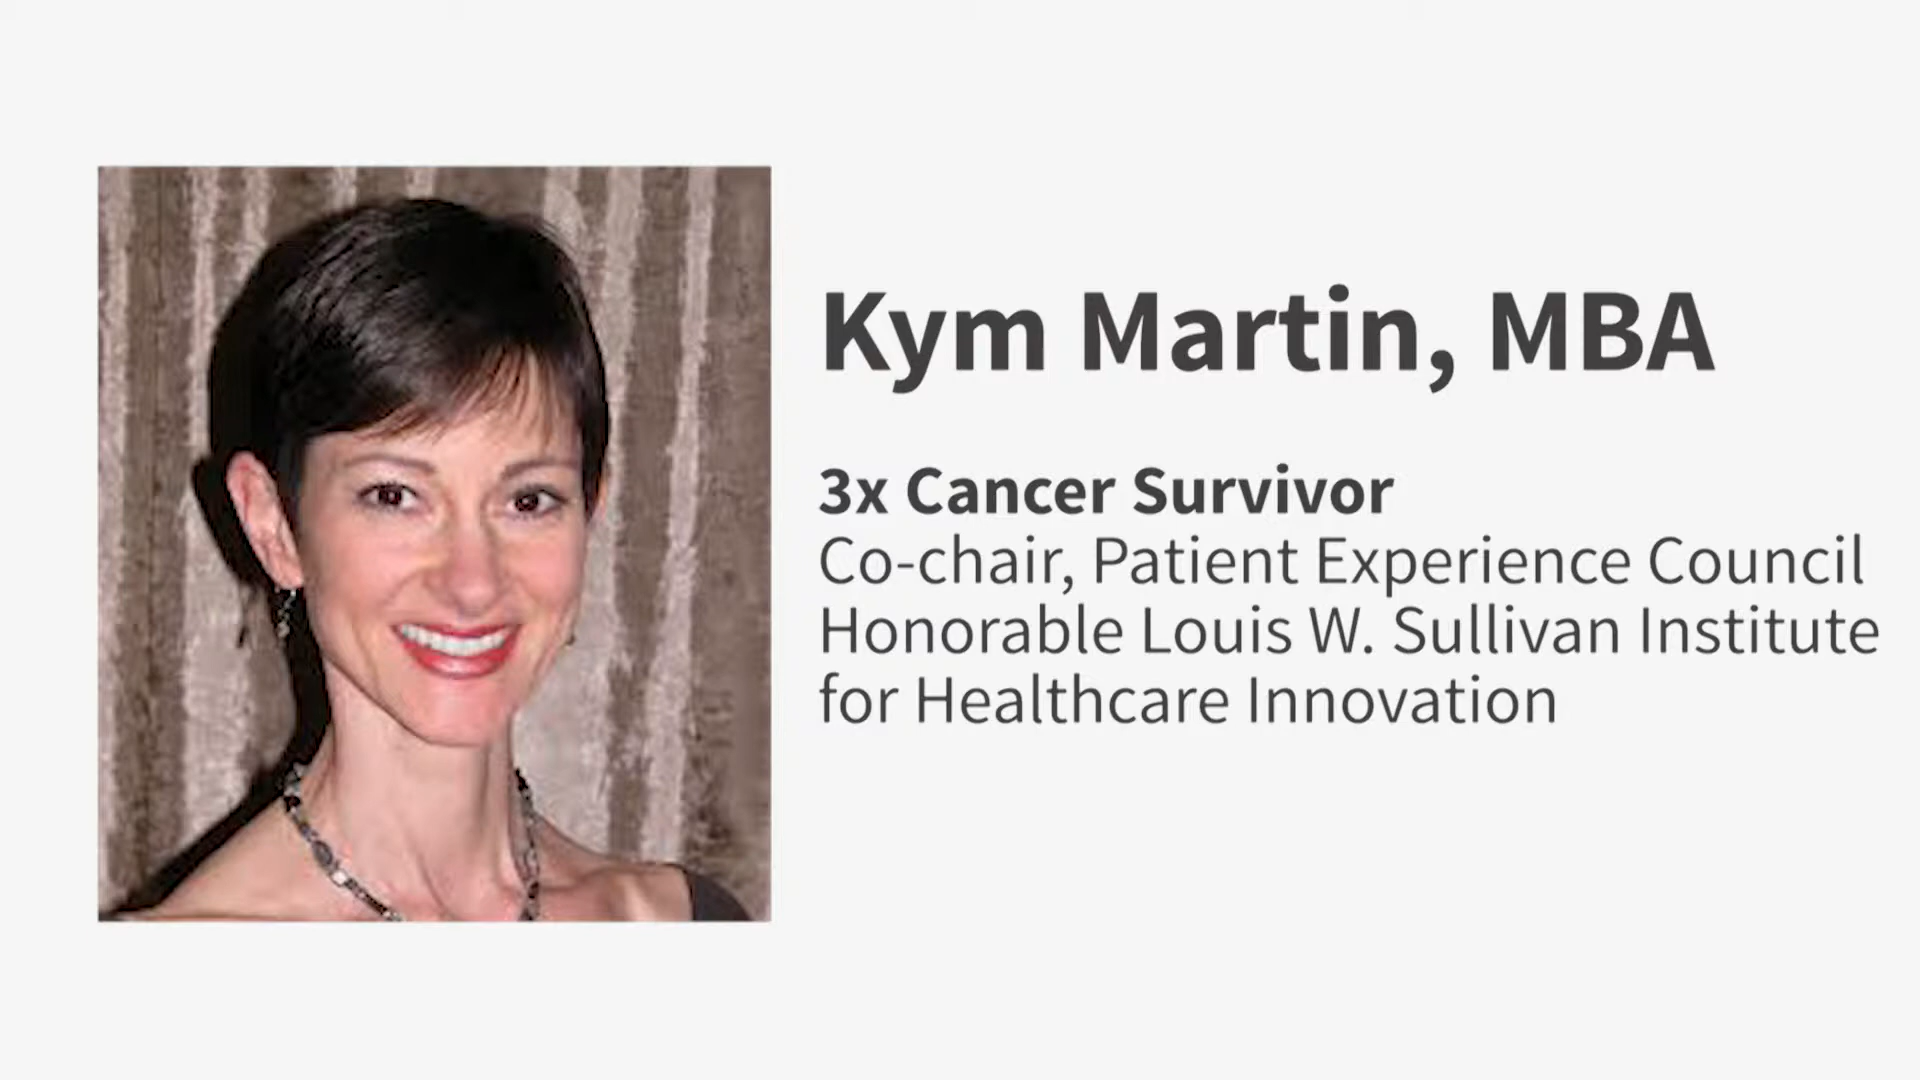 Kym Martin, MBA
3x Cancer Survivor
Co-chair, Patient Experience Council
Honorable Louis W. Sullivan Institute
for Healthcare Innovation